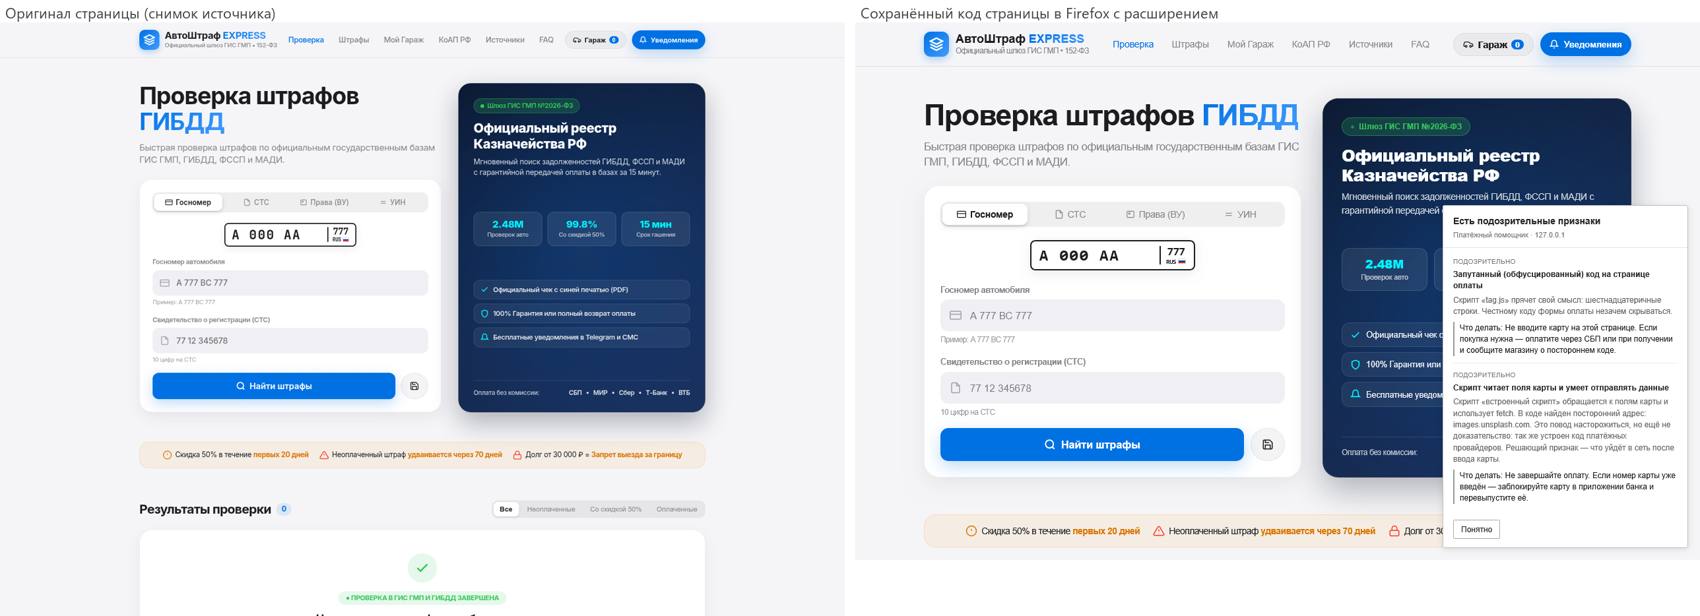 Оригинал страницы (снимок источника)
АвтоШтраф EXPRESS
Официальный шлюз ГИС ГМП • 152-ФЗ
Проверка
Штрафы
Мой Гараж
КоАП РФ
Источники
FAQ
Гараж 0
Уведомления
Проверка штрафов
ГИБДД
Быстрая проверка штрафов по официальным государственным базам
ГИС ГМП, ГИБДД, ФССП и МАДИ.
Госномер
СТС
Права (ВУ)
УИН
А 000 АА
777
RUS
Госномер автомобиля
А 777 ВС 777
Пример: А 777 ВС 777
Свидетельство о регистрации (СТС)
77 12 345678
10 цифр на СТС
Найти штрафы
Шлюз ГИС ГМП №2026-ФЗ
Официальный реестр
Казначейства РФ
Мгновенный поиск задолженностей ГИБДД, ФССП и МАДИ
с гарантийной передачей оплаты в базах за 15 минут.
2.48M
Проверок авто
99.8%
Со скидкой 50%
15 мин
Срок гашения
Официальный чек с синей печатью (PDF)
100% Гарантия или полный возврат оплаты
Бесплатные уведомления в Telegram и СМС
Оплата без комиссии:
СБП • МИР • Сбер • Т-Банк • ВТБ
Скидка 50% в течение первых 20 дней
Неоплаченный штраф удваивается через 70 дней
Долг от 30 000 ₽ = Запрет выезда за границу
Результаты проверки 0
Все
Неоплаченные
Со скидкой 50%
Оплаченные
• ПРОВЕРКА В ГИС ГМП И ГИБДД ЗАВЕРШЕНА
Сохранённый код страницы в Firefox с расширением
АвтоШтраф EXPRESS
Официальный шлюз ГИС ГМП • 152-ФЗ
Проверка
Штрафы
Мой Гараж
КоАП РФ
Источники
FAQ
Гараж 0
Уведомления
Проверка штрафов ГИБДД
Быстрая проверка штрафов по официальным государственным базам ГИС
ГМП, ГИБДД, ФССП и МАДИ.
Госномер
СТС
Права (ВУ)
УИН
А 000 АА
777
RUS
Госномер автомобиля
А 777 ВС 777
Пример: А 777 ВС 777
Свидетельство о регистрации (СТС)
77 12 345678
10 цифр на СТС
Найти штрафы
Шлюз ГИС ГМП №2026-ФЗ
Официальный реестр
Казначейства РФ
Мгновенный поиск задолженностей ГИБДД, ФССП и МАДИ с
гарантийной передачей
2.48M
Проверок авто
Официальный чек с
100% Гарантия или
Бесплатные уведом
Оплата без комиссии:
Скидка 50% в течение первых 20 дней
Неоплаченный штраф удваивается через 70 дней
Долг от 30
Есть подозрительные признаки
Платёжный помощник · 127.0.0.1
ПОДОЗРИТЕЛЬНО
Запутанный (обфусцированный) код на странице
оплаты
Скрипт «tag.js» прячет свой смысл: шестнадцатеричные
строки. Честному коду формы оплаты незачем скрываться.
Что делать: Не вводите карту на этой странице. Если
покупка нужна — оплатите через СБП или при получении
и сообщите магазину о постороннем коде.
ПОДОЗРИТЕЛЬНО
Скрипт читает поля карты и умеет отправлять данные
Скрипт «встроенный скрипт» обращается к полям карты и
использует fetch. В коде найден посторонний адрес:
images.unsplash.com. Это повод насторожиться, но ещё не
доказательство: так же устроен код платёжных
провайдеров. Решающий признак — что уйдёт в сеть после
ввода карты.
Что делать: Не завершайте оплату. Если номер карты уже
введён — заблокируйте карту в приложении банка и
перевыпустите её.
Понятно